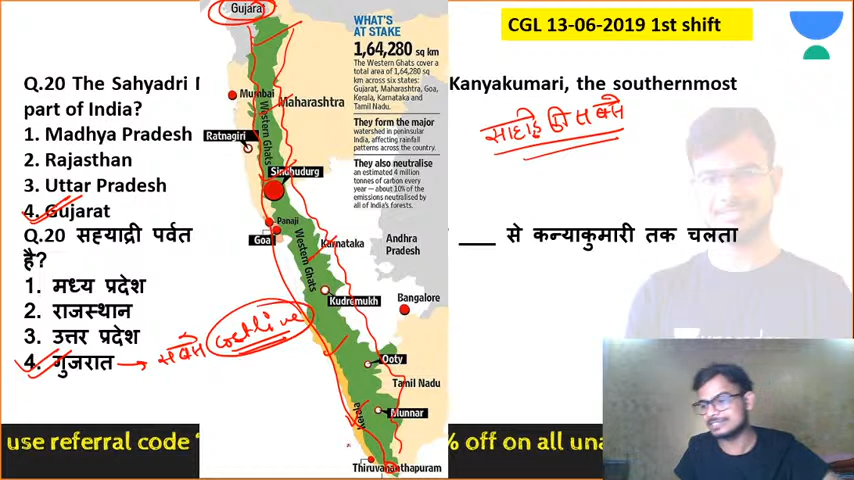 CGL 13-06-2019 1st shift
Q.20 The Sahyadri
Kanyakumari, the southernmost
part of India?
1. Madhya Pradesh
2. Rajasthan
3. Uttar Pradesh
4. Gujarat
Q.20 सह्याद्री पर्वत
___ से कन्याकुमारी तक चलता
है?
1. मध्य प्रदेश
2. राजस्थान
3. उत्तर प्रदेश
4. गुजरात
WHAT'S
AT STAKE
1,64,280 sq km
The Western Ghats cover a
total area of 1,64,280 sq
km across six states:
Gujarat, Maharashtra, Goa,
Kerala, Karnataka and
Tamil Nadu.
They form the major
watershed in peninsular
India, affecting rainfall
patterns across the country.
They also neutralise
an estimated 4 million
tonnes of carbon every
year — about 10% of the
emissions neutralised by
all of India's forests.
Gujara
Mumbai
Maharashtra
Western Ghats
Ratnagiri
Sindhudurg
Panaji
Goa
Karnataka
Western Ghats
Andhra
Pradesh
Kudremukh
Bangalore
Ooty
Tamil Nadu
Munnar
Kerala
Thiruvananthapuram
costline
use referral code
% off on all una